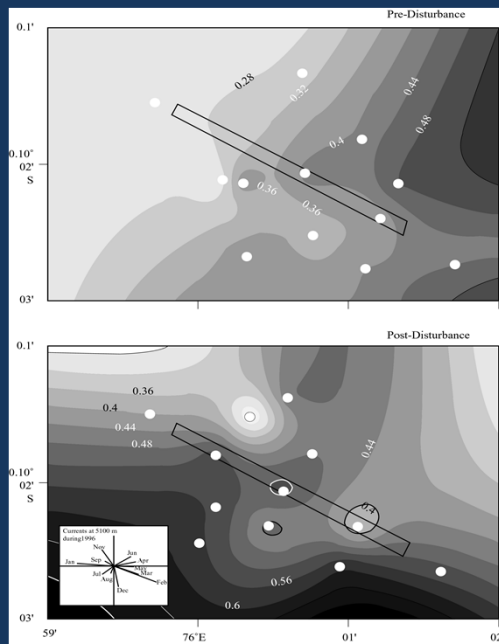 Pre-Disturbance
0.1'
0.28
0.32
0.44
0.48
0.4
0.10°
02'
S
0.36
0.36
03'
Post-Disturbance
0.1'
0.36
0.4
0.44
0.48
0.44
0.10°
02'
S
0.4
Currents at 5100 m
during1996
Nov
Jun
Sep
Apr
Jan
May
Mar
Jul
Aug
Feb
Dec
0.56
0.6
03'
59'
76°E
01'
02